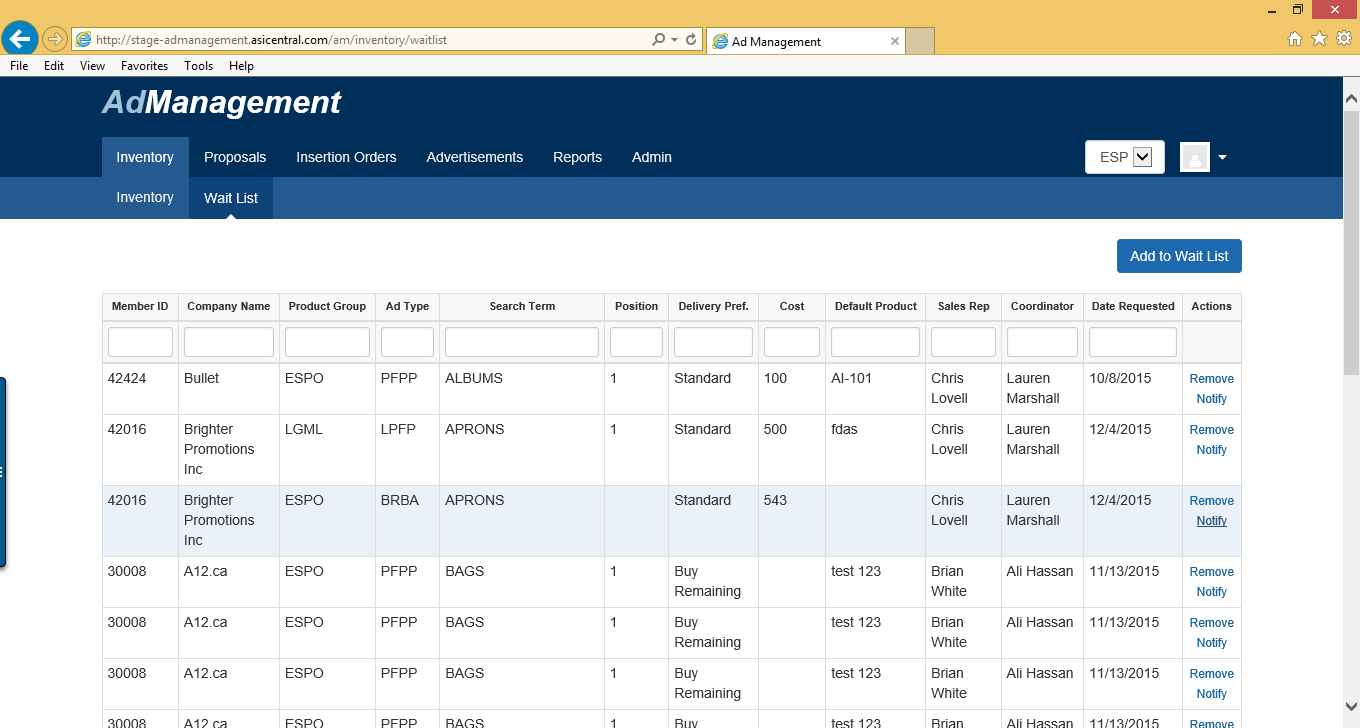 http://stage-admanagement.asicentral.com/am/inventory/waitlist
Ad Management
File Edit View Favorites Tools Help
AdManagement
Inventory Proposals Insertion Orders Advertisements Reports Admin ESP
Inventory Wait List
Add to Wait List
Member ID Company Name Product Group Ad Type Search Term Position Delivery Pref. Cost Default Product Sales Rep Coordinator Date Requested Actions
42424 Bullet ESPO PFPP ALBUMS 1 Standard 100 AI-101 Chris Lauren 10/8/2015 Remove
Lovell Marshall Notify
42016 Brighter LGML LPFP APRONS 1 Standard 500 fdas Chris Lauren 12/4/2015 Remove
Promotions Lovell Marshall Notify
Inc
42016 Brighter ESPO BRBA APRONS Standard 543 Chris Lauren 12/4/2015 Remove
Promotions Lovell Marshall Notify
Inc
30008 A12.ca ESPO PFPP BAGS 1 Buy test 123 Brian Ali Hassan 11/13/2015 Remove
Remaining White Notify
30008 A12.ca ESPO PFPP BAGS 1 Buy test 123 Brian Ali Hassan 11/13/2015 Remove
Remaining White Notify
30008 A12.ca ESPO PFPP BAGS 1 Buy test 123 Brian Ali Hassan 11/13/2015 Remove
Remaining White Notify
30008 A12.ca ESPO PFPP BAGS 1 Buy test 123 Brian Ali Hassan 11/13/2015 Remove